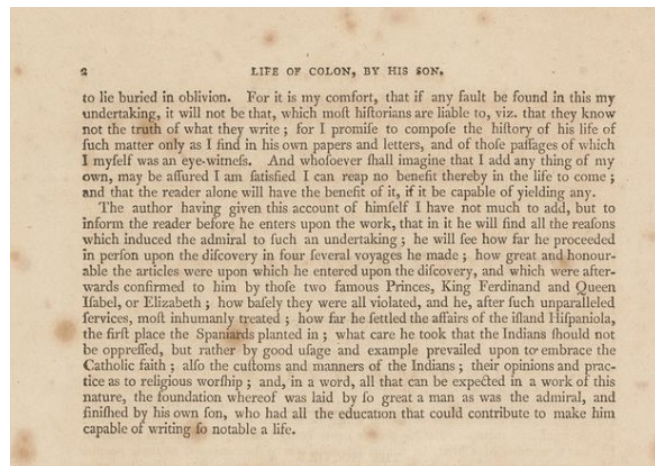 2
LIFE OF COLON, BY HIS SON.
to lie buried in oblivion. For it is my comfort, that if any fault be found in this my
undertaking, it will not be that, which moſt hiſtorians are liable to, viz. that they know
not the truth of what they write ; for I promiſe to compoſe the hiſtory of his life of
ſuch matter only as I find in his own papers and letters, and of thoſe paſſages of which
I myſelf was an eye-witneſs. And whoſoever ſhall imagine that I add any thing of my
own, may be aſſured I am ſatisfied I can reap no benefit thereby in the life to come ;
and that the reader alone will have the benefit of it, if it be capable of yielding any.
The author having given this account of himſelf I have not much to add, but to
inform the reader before he enters upon the work, that in it he will find all the reaſons
which induced the admiral to ſuch an undertaking ; he will ſee how far he proceeded
in perſon upon the diſcovery in four ſeveral voyages he made ; how great and honour-
able the articles were upon which he entered upon the diſcovery, and which were after-
wards confirmed to him by thoſe two famous Princes, King Ferdinand and Queen
Iſabel, or Elizabeth ; how baſely they were all violated, and he, after ſuch unparalleled
ſervices, moſt inhumanly treated ; how far he ſettled the affairs of the iſland Hiſpaniola,
the firſt place the Spaniards planted in ; what care he took that the Indians ſhould not
be oppreſſed, but rather by good uſage and example prevailed upon to embrace the
Catholic faith ; alſo the cuſtoms and manners of the Indians ; their opinions and prac-
tice as to religious worſhip ; and, in a word, all that can be expected in a work of this
nature, the foundation whereof was laid by ſo great a man as was the admiral, and
finiſhed by his own ſon, who had all the education that could contribute to make him
capable of writing ſo notable a life.